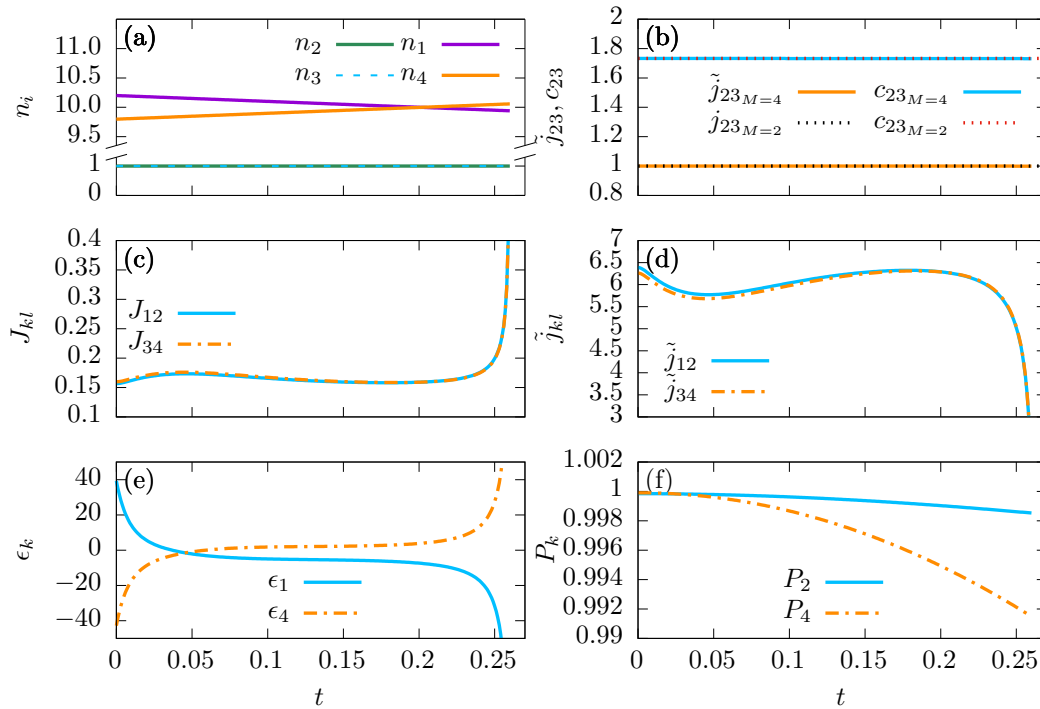 (a)
n_2 n_1
n_3 n_4
n_i
11.0
10.5
10.0
9.5
1
0
(b)
j̃_{23_{M=4}} c_{23_{M=4}}
j_{23_{M=2}} c_{23_{M=2}}
j̃_{23}, c_{23}
2
1.8
1.6
1.4
1.2
1
0.8
(c)
J_{12}
J_{34}
J_{kl}
0.4
0.35
0.3
0.25
0.2
0.15
0.1
(d)
j̃_{12}
j̃_{34}
j̃_{kl}
7
6.5
6
5.5
5
4.5
4
3.5
3
(e)
ϵ_1
ϵ_4
ϵ_k
40
20
0
−20
−40
0 0.05 0.1 0.15 0.2 0.25
t
(f)
P_2
P_4
P_k
1.002
1
0.998
0.996
0.994
0.992
0.99
0 0.05 0.1 0.15 0.2 0.25
t